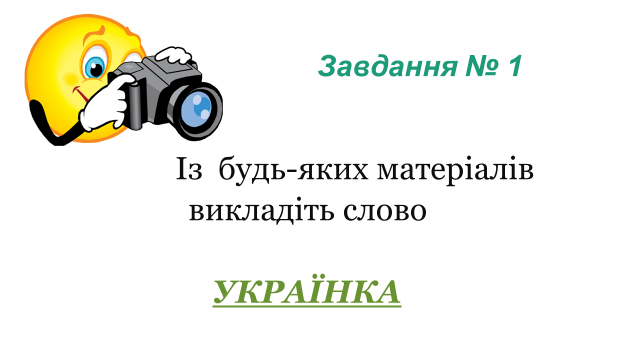 Завдання № 1
Із будь-яких матеріалів
викладіть слово
УКРАЇНКА